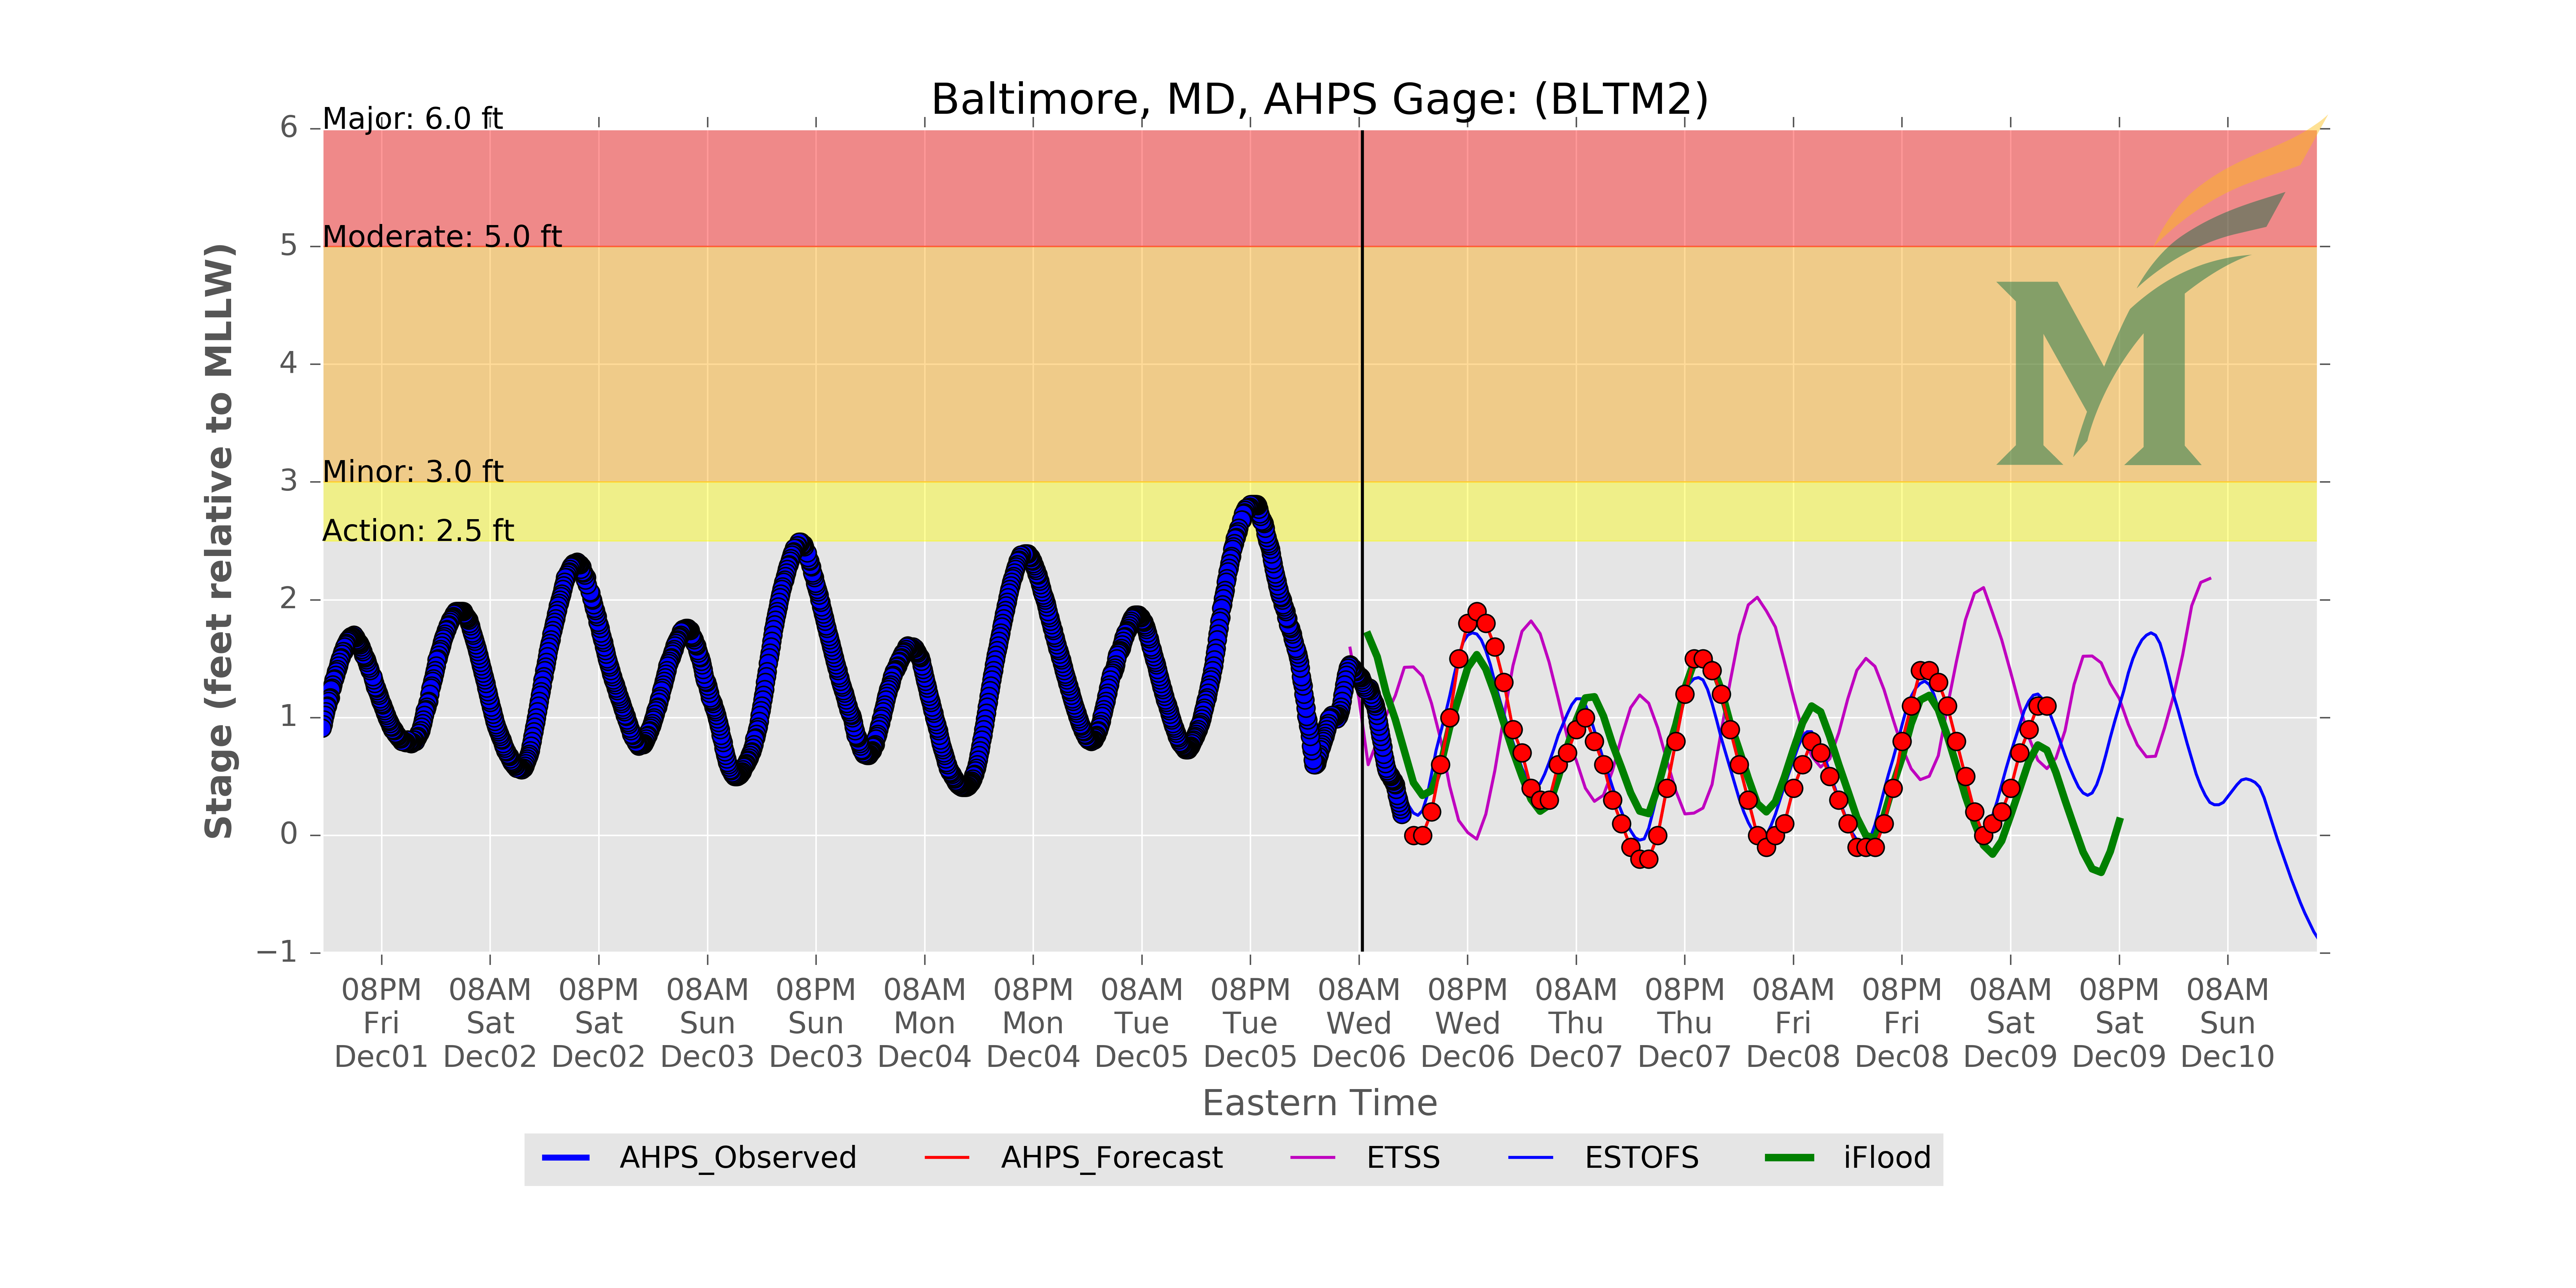 Baltimore, MD, AHPS Gage: (BLTM2)
Stage (feet relative to MLLW)
6
5
4
3
2
1
0
−1
Major: 6.0 ft
Moderate: 5.0 ft
Minor: 3.0 ft
Action: 2.5 ft
M
08PM 08AM 08PM 08AM 08PM 08AM 08PM 08AM 08PM 08AM 08PM 08AM 08PM 08AM 08PM 08AM 08PM 08AM
Fri Sat Sat Sun Sun Mon Mon Tue Tue Wed Wed Thu Thu Fri Fri Sat Sat Sun
Dec01 Dec02 Dec02 Dec03 Dec03 Dec04 Dec04 Dec05 Dec05 Dec06 Dec06 Dec07 Dec07 Dec08 Dec08 Dec09 Dec09 Dec10
Eastern Time
AHPS_Observed AHPS_Forecast ETSS ESTOFS iFlood